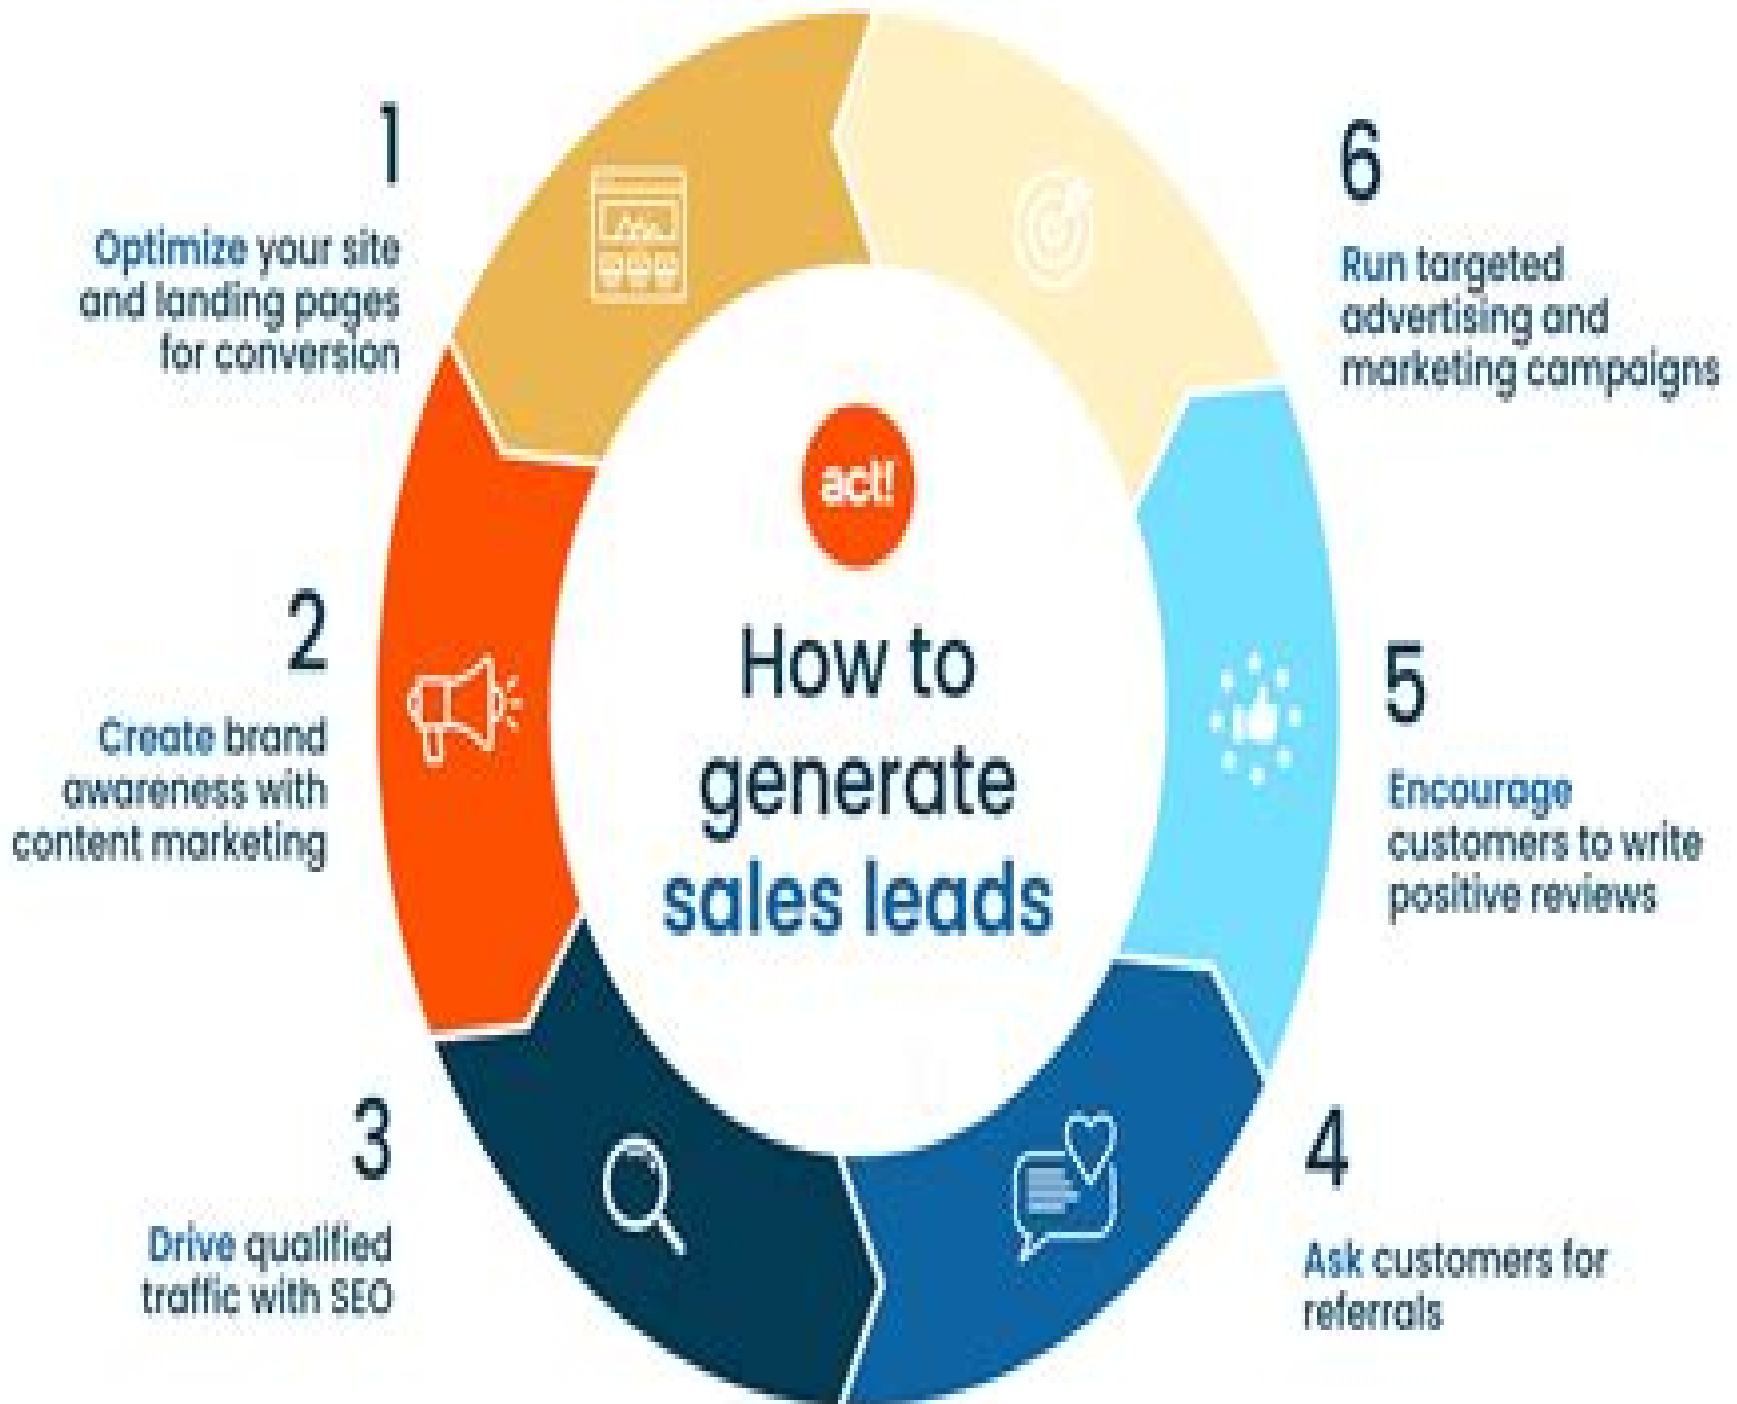 1
Optimize your site
and landing pages
for conversion
2
Create brand
awareness with
content marketing
3
Drive qualified
traffic with SEO
act!
How to
generate
sales leads
6
Run targeted
advertising and
marketing campaigns
5
Encourage
customers to write
positive reviews
4
Ask customers for
referrals